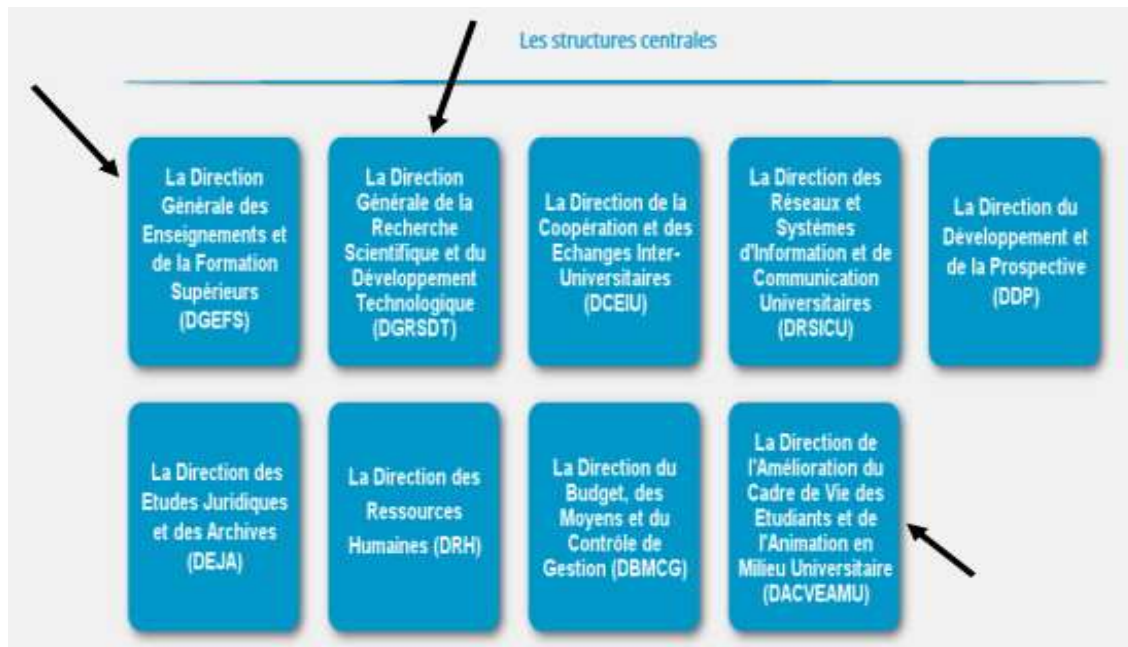 Les structures centrales
La Direction
Générale des
Enseignements et
de la Formation
Supérieurs
(DGEFS)
La Direction
Générale de la
Recherche
Scientifique et du
Développement
Technologique
(DGRSDT)
La Direction de la
Coopération et des
Echanges Inter-
Universitaires
(DCEIU)
La Direction des
Réseaux et
Systèmes
d'Information et de
Communication
Universitaires
(DRSICU)
La Direction du
Développement et
de la Prospective
(DDP)
La Direction des
Etudes Juridiques
et des Archives
(DEJA)
La Direction des
Ressources
Humaines (DRH)
La Direction du
Budget, des
Moyens et du
Contrôle de
Gestion (DBMCG)
La Direction de
l'Amélioration du
Cadre de Vie des
Etudiants et de
l'Animation en
Milieu Universitaire
(DACVEAMU)